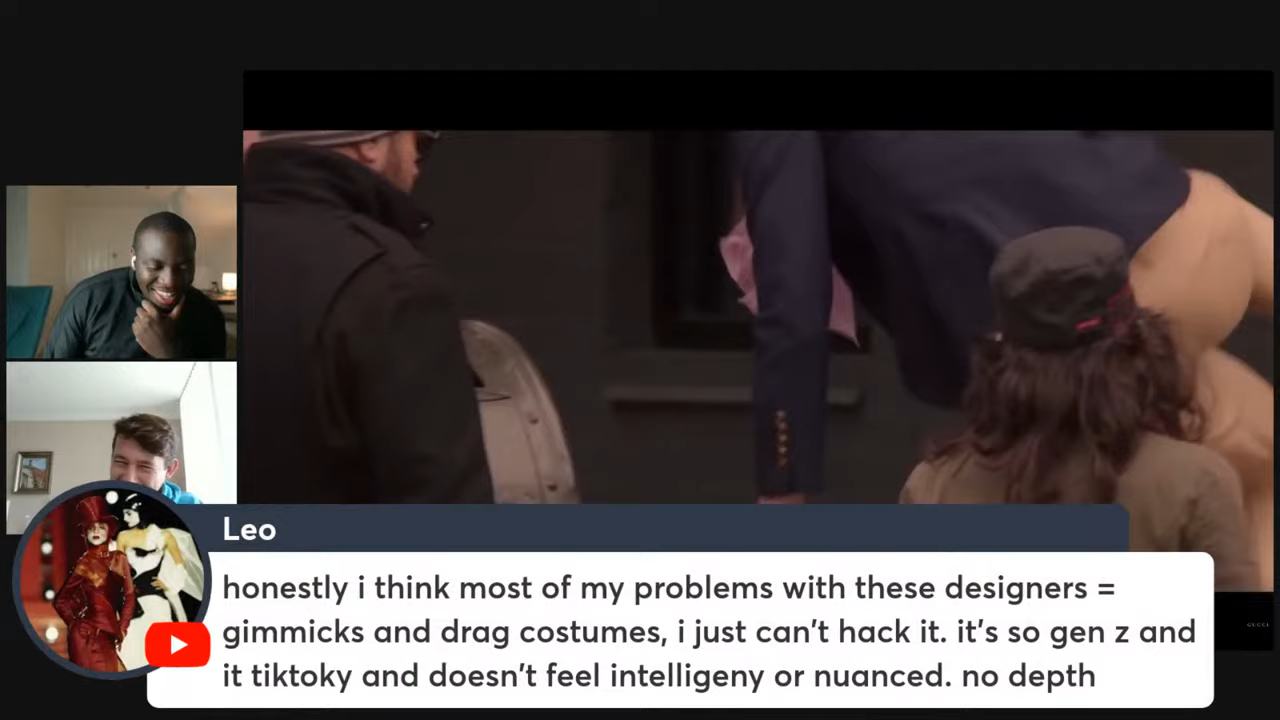 GUCCI
Leo
honestly i think most of my problems with these designers =
gimmicks and drag costumes, i just can't hack it. it's so gen z and
it tiktoky and doesn't feel intelligeny or nuanced. no depth